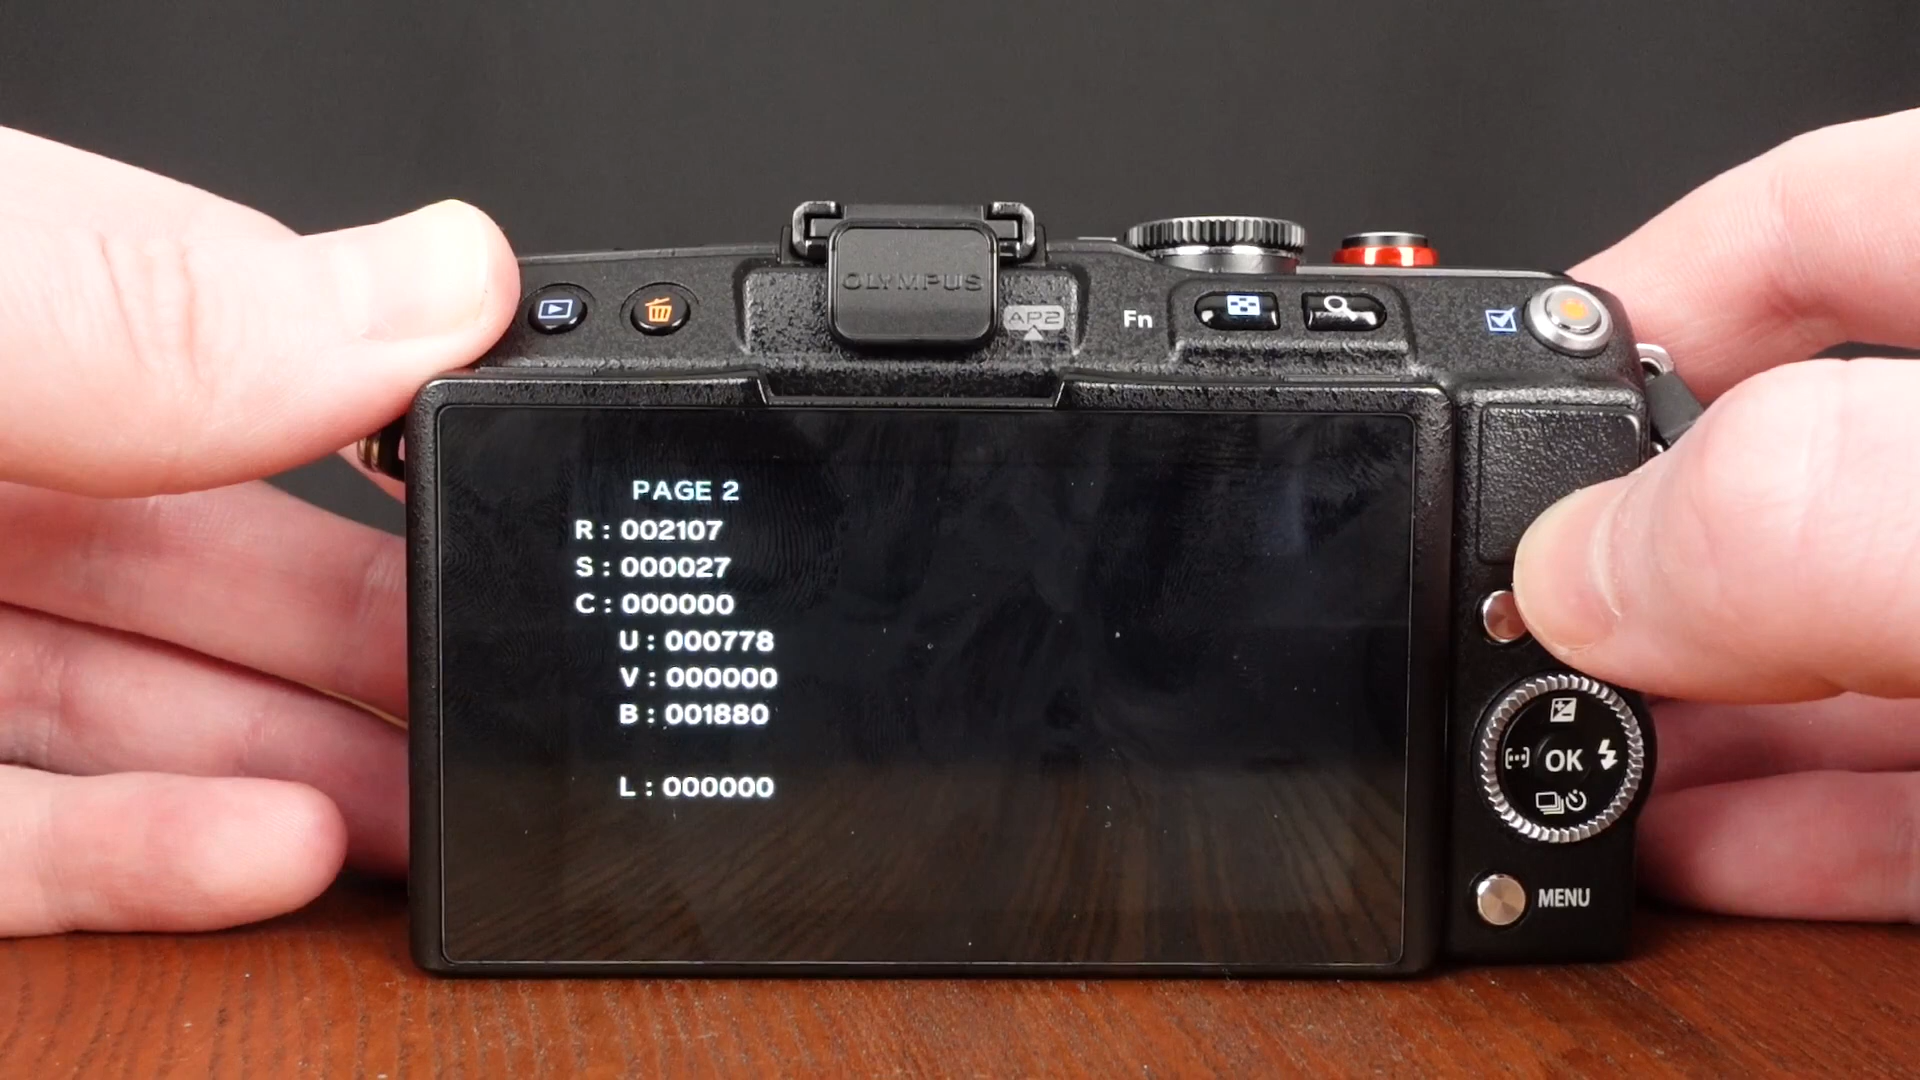 OLYMPUS
AP2
Fn
PAGE 2
R : 002107
S : 000027
C : 000000
U : 000778
V : 000000
B : 001880
L : 000000
OK
MENU